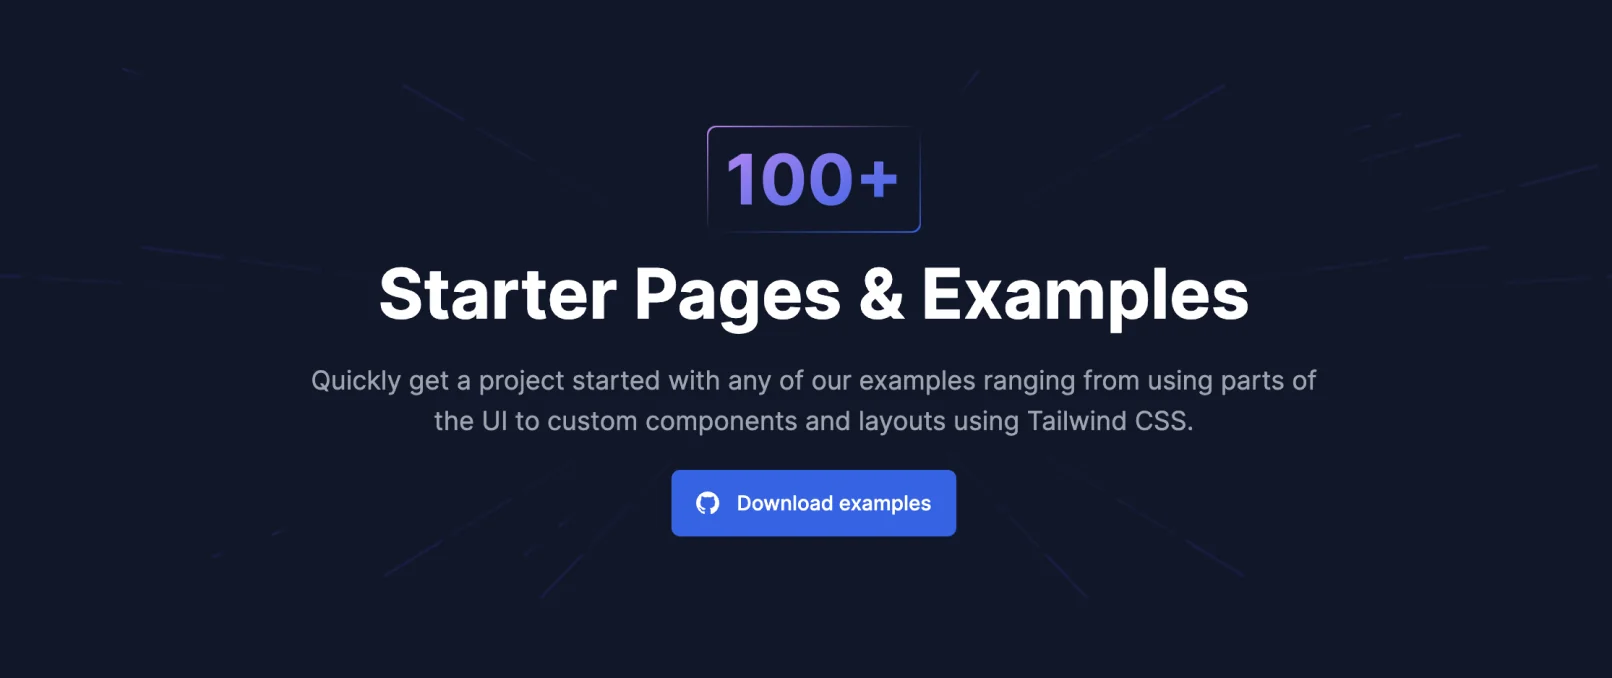 100+
Starter Pages & Examples
Quickly get a project started with any of our examples ranging from using parts of
the UI to custom components and layouts using Tailwind CSS.
Download examples